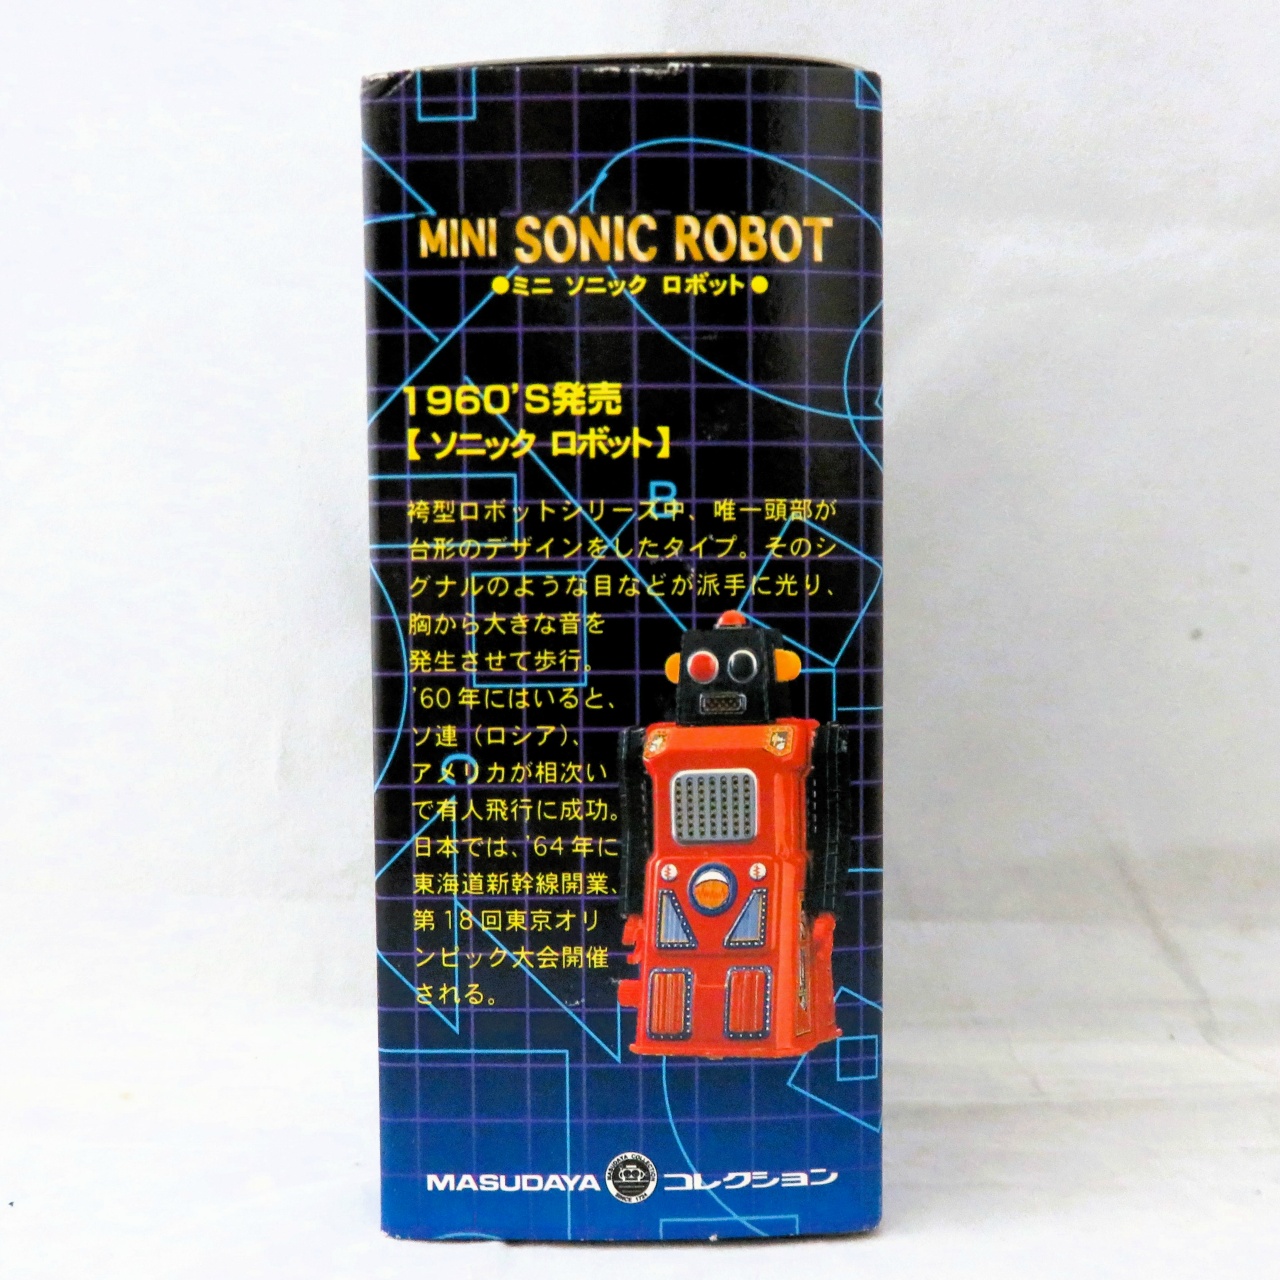 MINI SONIC ROBOT
●ミニ ソニック ロボット●
1960'S発売
【ソニック ロボット】
B
袴型ロボットシリーズ中、唯一頭部が
台形のデザインをしたタイプ。そのシ
グナルのような目などが派手に光り、
胸から大きな音を
発生させて歩行。
'60年にはいると、
ソ連（ロシア）、
アメリカが相次い
で有人飛行に成功。
日本では、'64年に
東海道新幹線開業、
第18回東京オリ
ンピック大会開催
される。
C
MASUDAYA コレクション
MASUDAYA COLLECTION
SINCE 1724